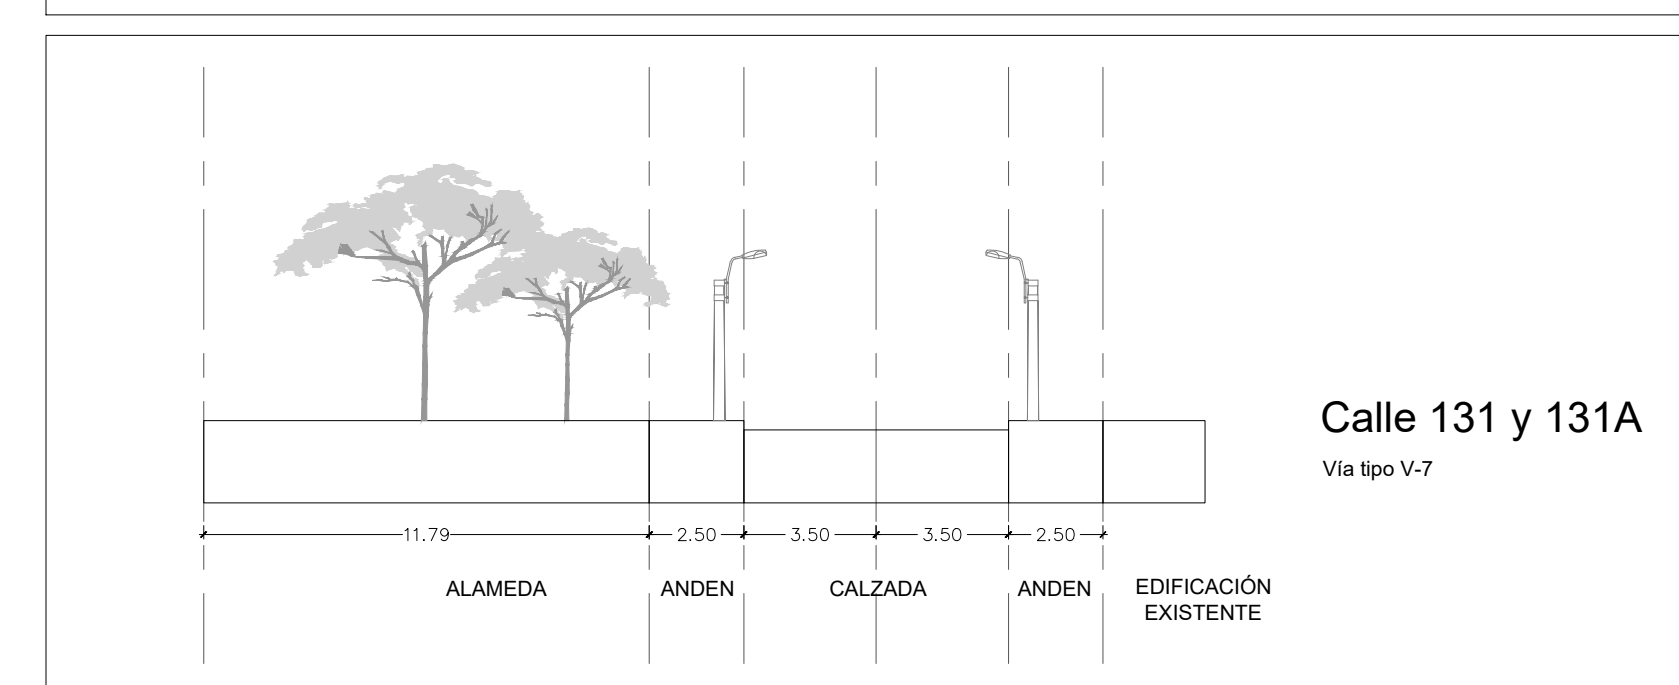 Calle 131 y 131A
Vía tipo V-7
11.79 2.50 3.50 3.50 2.50
ALAMEDA ANDEN CALZADA ANDEN EDIFICACIÓN
EXISTENTE